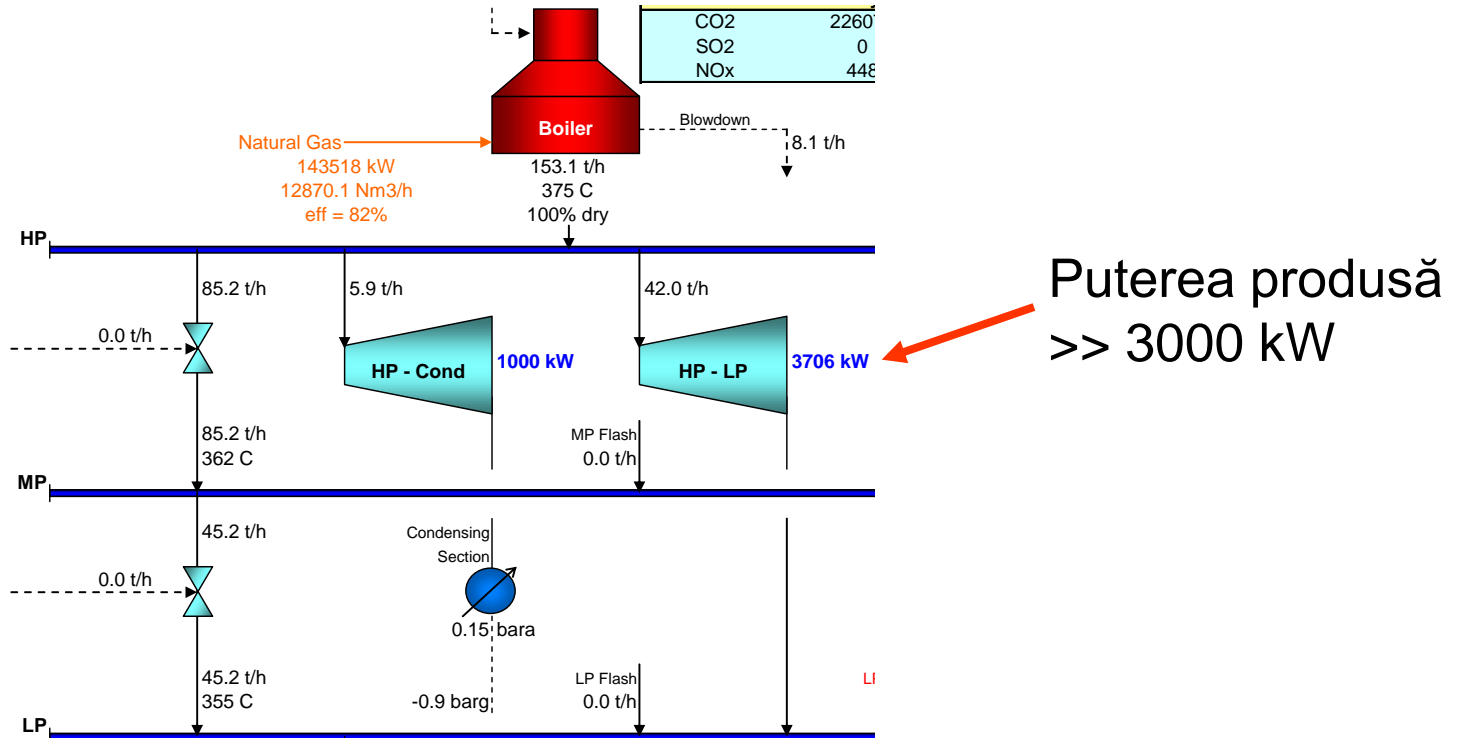 CO2 2260
SO2 0
NOx 448
Boiler
Blowdown
8.1 t/h
Natural Gas
143518 kW
12870.1 Nm3/h
eff = 82%
153.1 t/h
375 C
100% dry
HP
85.2 t/h
5.9 t/h
42.0 t/h
0.0 t/h
HP - Cond
1000 kW
HP - LP
3706 kW
Puterea produsă
>> 3000 kW
85.2 t/h
362 C
MP Flash
0.0 t/h
MP
45.2 t/h
Condensing
Section
0.0 t/h
0.15 bara
45.2 t/h
355 C
-0.9 barg
LP Flash
0.0 t/h
LP